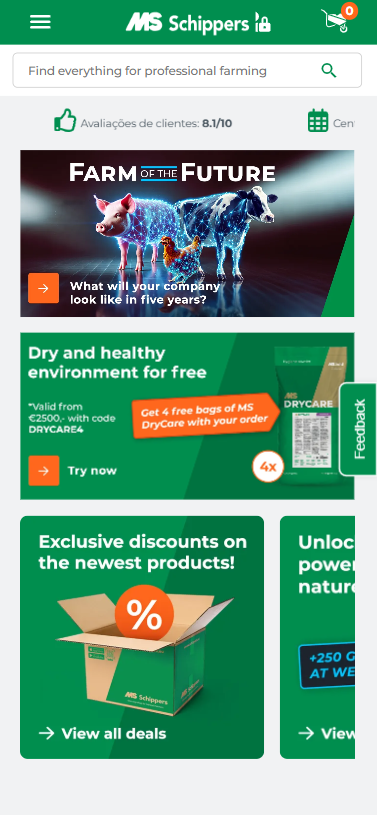 MS Schippers
0
Find everything for professional farming
Avaliações de clientes: 8.1/10
Cen
FARM OF THE FUTURE
What will your company
look like in five years?
Dry and healthy
environment for free
*Valid from
€2500,- with code
DRYCARE4
Get 4 free bags of MS
DryCare with your order
MS
DRYCARE
4x
Try now
Feedback
Exclusive discounts on
the newest products!
%
MS Schippers
View all deals
Unloc
power
nature
+250 G
AT WE
View